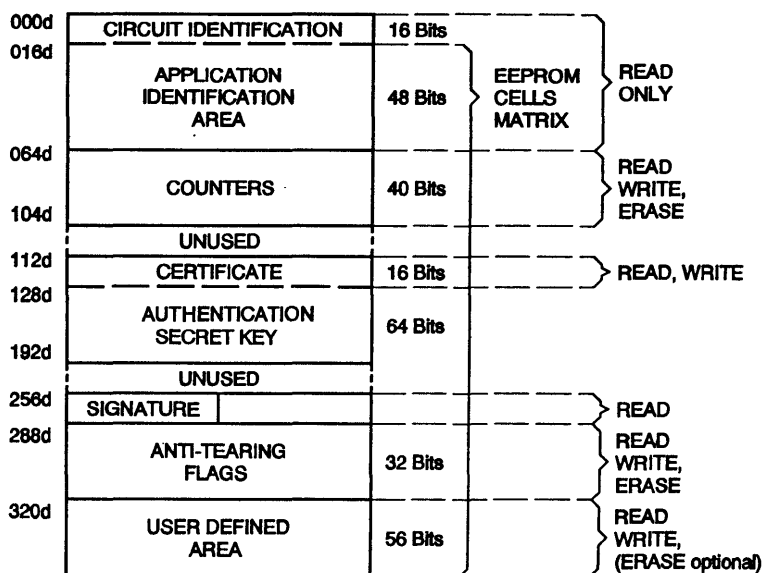 000d
CIRCUIT IDENTIFICATION
16 Bits
016d
APPLICATION
IDENTIFICATION
AREA
48 Bits
EEPROM
CELLS
MATRIX
READ
ONLY
064d
COUNTERS
40 Bits
READ
WRITE,
ERASE
104d
UNUSED
112d
CERTIFICATE
16 Bits
READ, WRITE
128d
AUTHENTICATION
SECRET KEY
64 Bits
192d
UNUSED
256d
SIGNATURE
READ
288d
ANTI-TEARING
FLAGS
32 Bits
READ
WRITE,
ERASE
320d
USER DEFINED
AREA
56 Bits
READ
WRITE,
(ERASE optional)